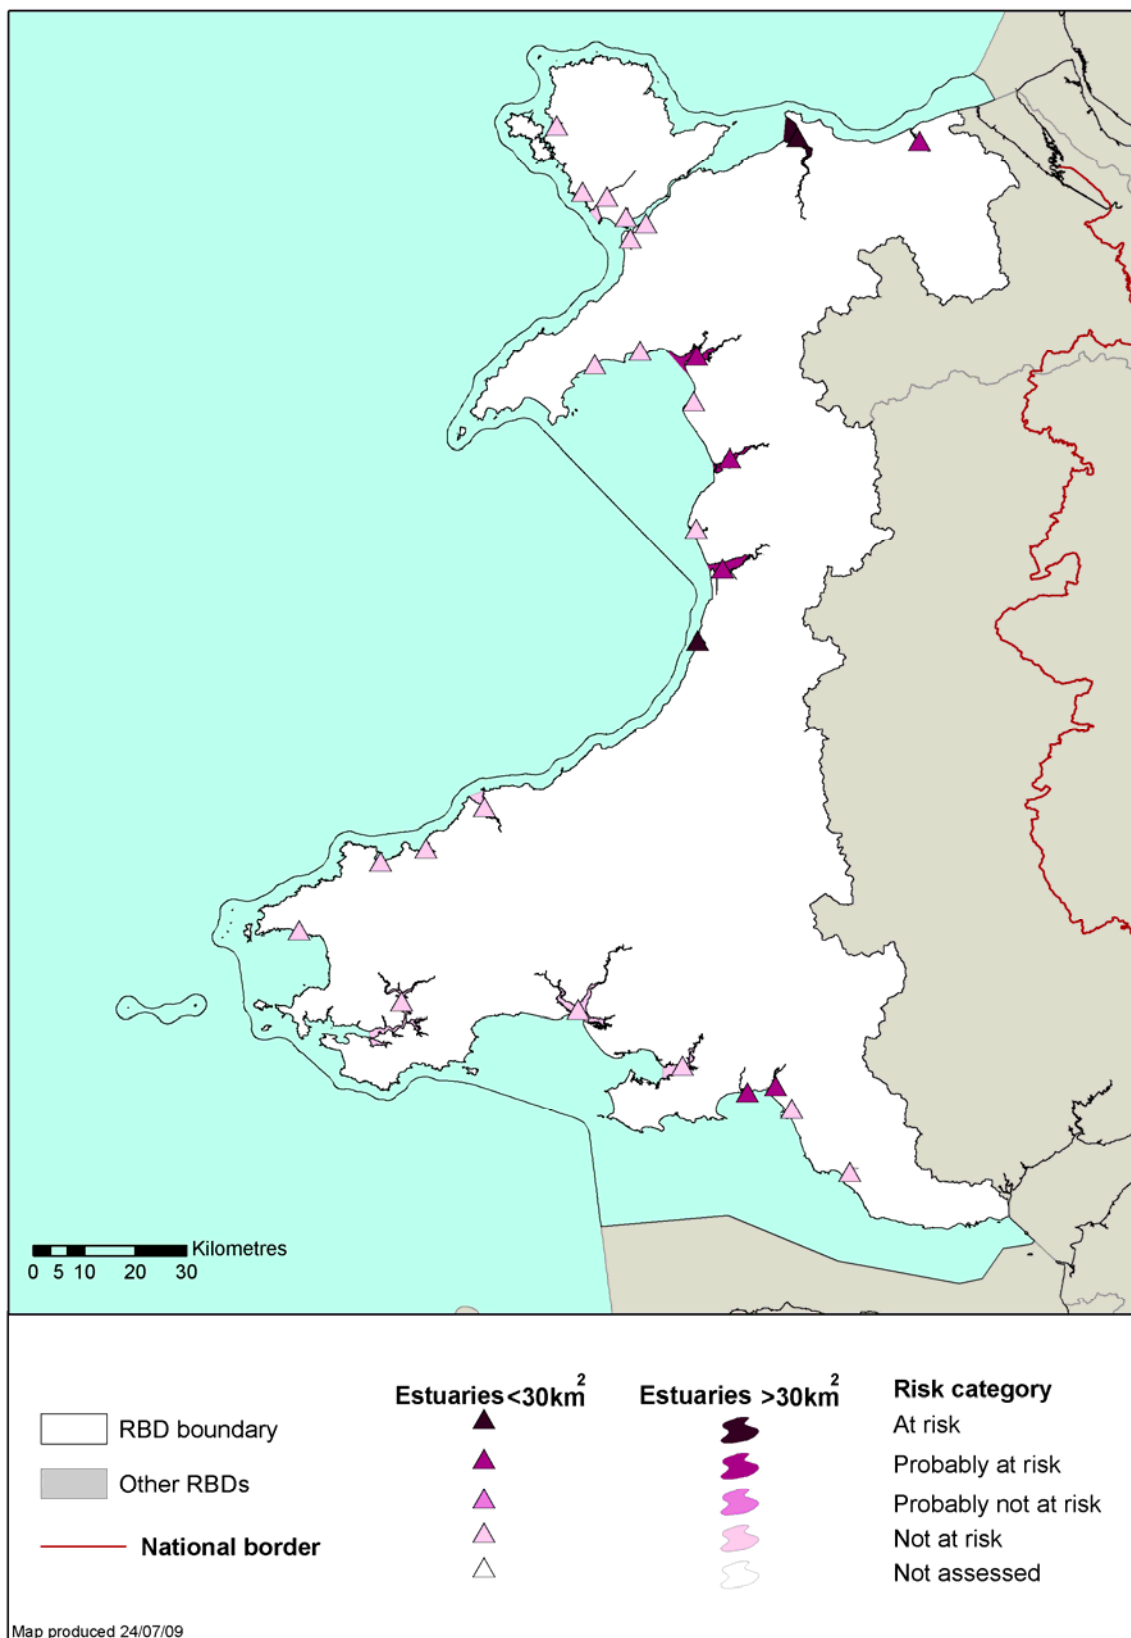 Kilometres
0 5 10 20 30
Estuaries <30km2
Estuaries >30km2
Risk category
RBD boundary
Other RBDs
National border
At risk
Probably at risk
Probably not at risk
Not at risk
Not assessed
Map produced 24/07/09